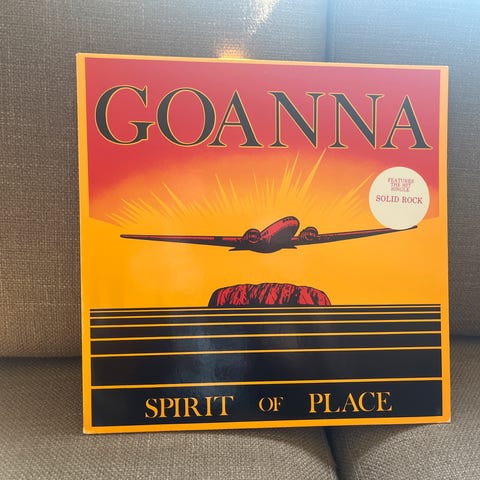 GOANNA
FEATURES
THE HIT
SINGLE
SOLID ROCK
SPIRIT OF PLACE